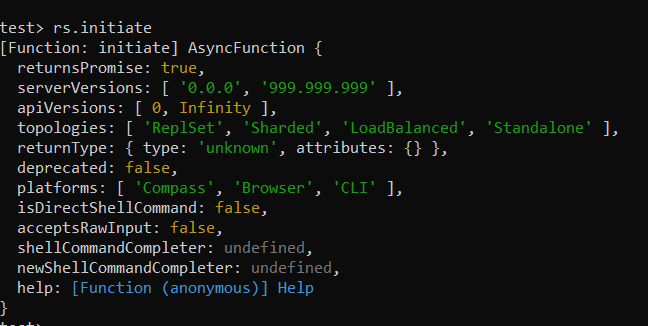 test> rs.initiate
[Function: initiate] AsyncFunction {
  returnsPromise: true,
  serverVersions: [ '0.0.0', '999.999.999' ],
  apiVersions: [ 0, Infinity ],
  topologies: [ 'ReplSet', 'Sharded', 'LoadBalanced', 'Standalone' ],
  returnType: { type: 'unknown', attributes: {} },
  deprecated: false,
  platforms: [ 'Compass', 'Browser', 'CLI' ],
  isDirectShellCommand: false,
  acceptsRawInput: false,
  shellCommandCompleter: undefined,
  newShellCommandCompleter: undefined,
  help: [Function (anonymous)] Help
}
test>